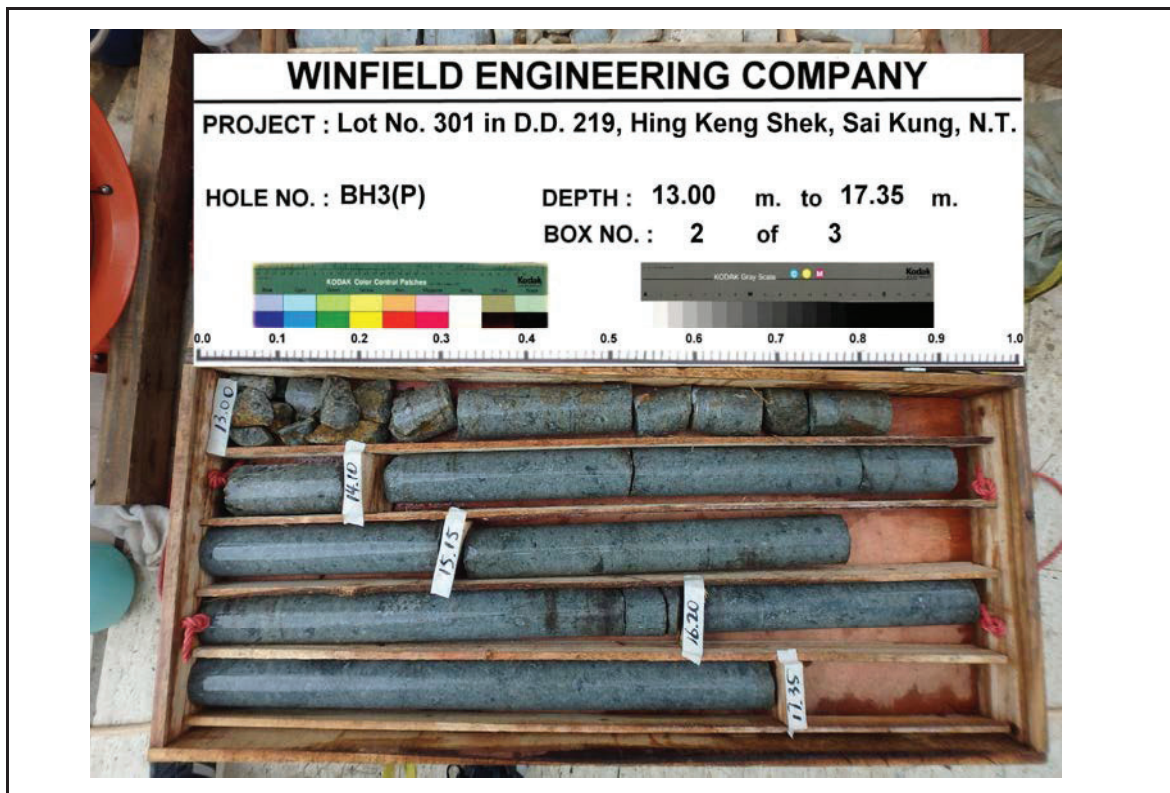 WINFIELD ENGINEERING COMPANY
PROJECT : Lot No. 301 in D.D. 219, Hing Keng Shek, Sai Kung, N.T.
HOLE NO. : BH3(P) DEPTH : 13.00 m. to 17.35 m.
BOX NO. : 2 of 3
KODAK Color Control Patches Kodak
KODAK Gray Scale C Y M Kodak
0.0 0.1 0.2 0.3 0.4 0.5 0.6 0.7 0.8 0.9 1.0
13.00
14.10
15.15
16.20
17.35